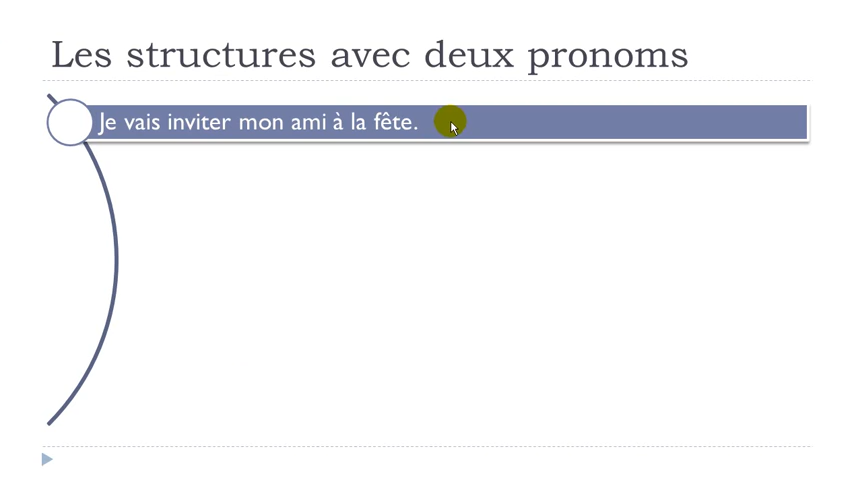 Les structures avec deux pronoms
Je vais inviter mon ami à la fête.